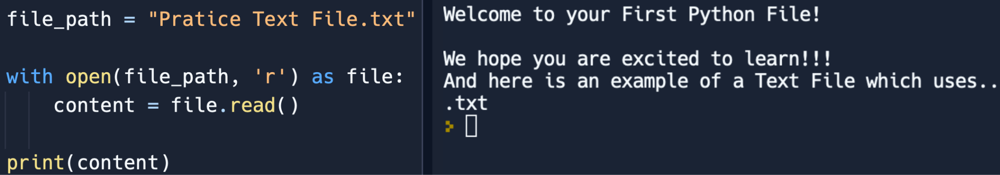 file_path = "Pratice Text File.txt"
with open(file_path, 'r') as file:
    content = file.read()
print(content)
Welcome to your First Python File!
We hope you are excited to learn!!!
And here is an example of a Text File which uses..
.txt